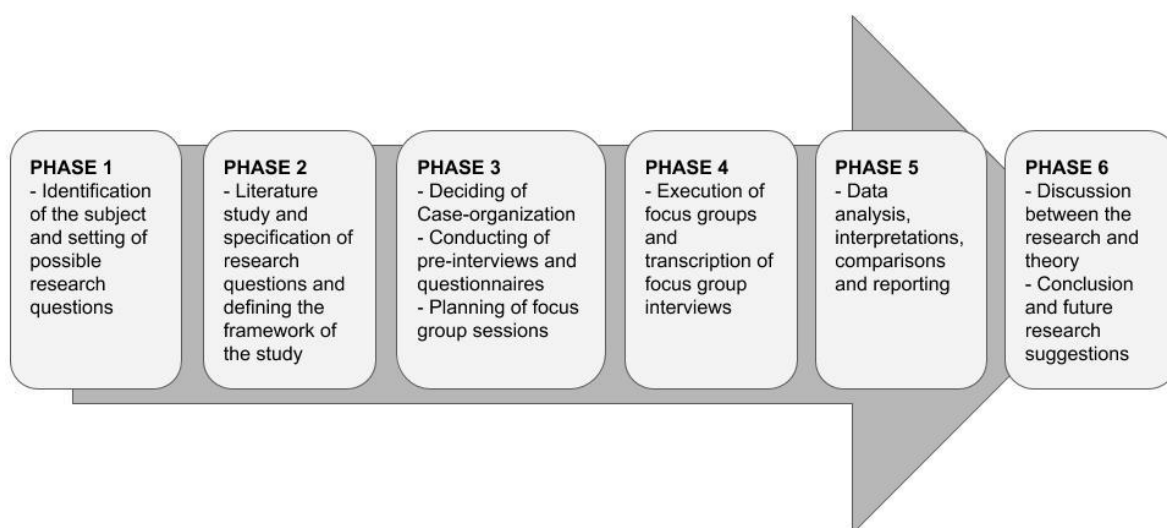 PHASE 1
- Identification
of the subject
and setting of
possible
research
questions
PHASE 2
- Literature
study and
specification of
research
questions and
defining the
framework of
the study
PHASE 3
- Deciding of
Case-organization
- Conducting of
pre-interviews and
questionnaires
- Planning of focus
group sessions
PHASE 4
- Execution of
focus groups
and
transcription of
focus group
interviews
PHASE 5
- Data
analysis,
interpretations,
comparisons
and reporting
PHASE 6
- Discussion
between the
research and
theory
- Conclusion
and future
research
suggestions